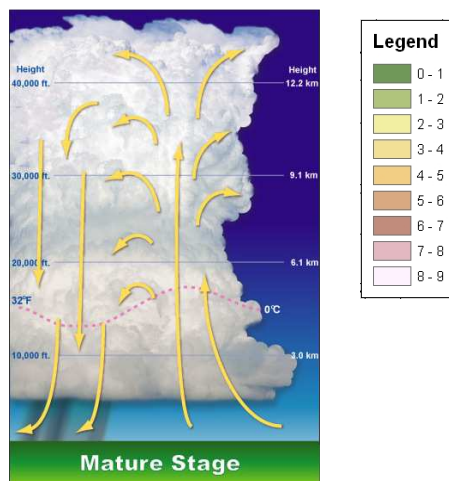 Height Height
40,000 ft. 12.2 km
30,000 ft. 9.1 km
20,000 ft. 6.1 km
32°F 0°C
10,000 ft. 3.0 km
Mature Stage
Legend
0 - 1
1 - 2
2 - 3
3 - 4
4 - 5
5 - 6
6 - 7
7 - 8
8 - 9